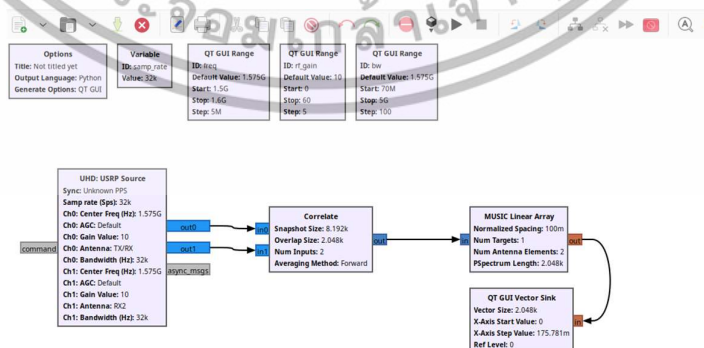 Options
Title: Not titled yet
Output Language: Python
Generate Options: QT GUI
Variable
ID: samp_rate
Value: 32k
QT GUI Range
ID: freq
Default Value: 1.575G
Start: 1.5G
Stop: 1.6G
Step: 5M
QT GUI Range
ID: rf_gain
Default Value: 10
Start: 0
Stop: 60
Step: 5
QT GUI Range
ID: bw
Default Value: 1.575G
Start: 70M
Stop: 5G
Step: 100
UHD: USRP Source
Sync: Unknown PPS
Samp rate (Sps): 32k
Ch0: Center Freq (Hz): 1.575G
Ch0: AGC: Default
Ch0: Gain Value: 10
Ch0: Antenna: TX/RX
Ch0: Bandwidth (Hz): 32k
Ch1: Center Freq (Hz): 1.575G
Ch1: AGC: Default
Ch1: Gain Value: 10
Ch1: Antenna: RX2
Ch1: Bandwidth (Hz): 32k
command
out0
out1
async_msgs
in0
in1
Correlate
Snapshot Size: 8.192k
Overlap Size: 2.048k
Num Inputs: 2
Averaging Method: Forward
out
in
MUSIC Linear Array
Normalized Spacing: 100m
Num Targets: 1
Num Antenna Elements: 2
PSpectrum Length: 2.048k
out
QT GUI Vector Sink
Vector Size: 2.048k
X-Axis Start Value: 0
X-Axis Step Value: 175.781m
Ref Level: 0
in